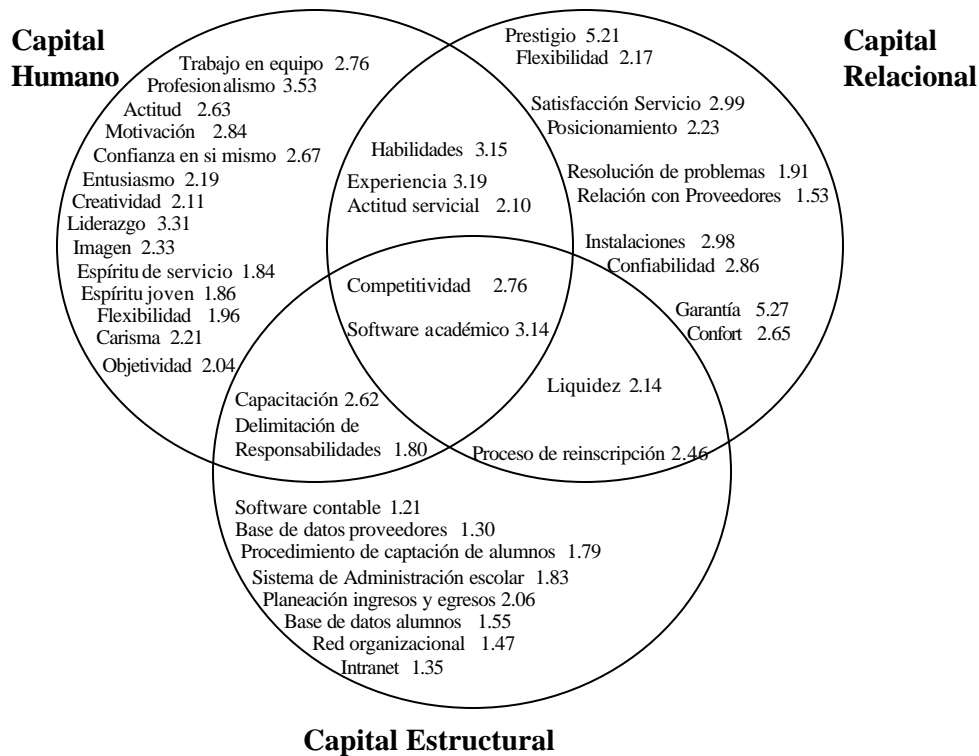 Capital
Humano
Capital
Relacional
Trabajo en equipo 2.76
Profesionalismo 3.53
Actitud 2.63
Motivación 2.84
Confianza en si mismo 2.67
Entusiasmo 2.19
Creatividad 2.11
Liderazgo 3.31
Imagen 2.33
Espíritu de servicio 1.84
Espíritu joven 1.86
Flexibilidad 1.96
Carisma 2.21
Objetividad 2.04
Habilidades 3.15
Experiencia 3.19
Actitud servicial 2.10
Prestigio 5.21
Flexibilidad 2.17
Satisfacción Servicio 2.99
Posicionamiento 2.23
Resolución de problemas 1.91
Relación con Proveedores 1.53
Instalaciones 2.98
Confiabilidad 2.86
Garantía 5.27
Confort 2.65
Competitividad 2.76
Software académico 3.14
Capacitación 2.62
Delimitación de
Responsabilidades 1.80
Liquidez 2.14
Proceso de reinscripción 2.46
Software contable 1.21
Base de datos proveedores 1.30
Procedimiento de captación de alumnos 1.79
Sistema de Administración escolar 1.83
Planeación ingresos y egresos 2.06
Base de datos alumnos 1.55
Red organizacional 1.47
Intranet 1.35
Capital Estructural